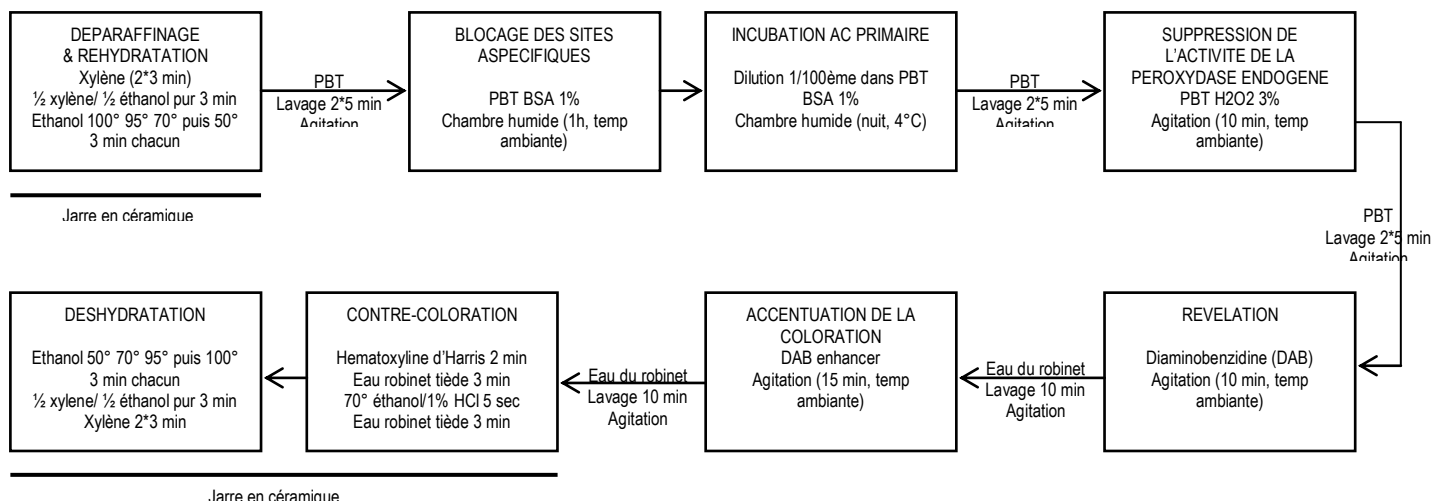 DEPARAFFINAGE
& REHYDRATATION
Xylène (2*3 min)
½ xylène/ ½ éthanol pur 3 min
Ethanol 100° 95° 70° puis 50°
3 min chacun
PBT
Lavage 2*5 min
Agitation
BLOCAGE DES SITES
ASPECIFIQUES
PBT BSA 1%
Chambre humide (1h, temp
ambiante)
INCUBATION AC PRIMAIRE
Dilution 1/100ème dans PBT
BSA 1%
Chambre humide (nuit, 4°C)
PBT
Lavage 2*5 min
Agitation
SUPPRESSION DE
L'ACTIVITE DE LA
PEROXYDASE ENDOGENE
PBT H2O2 3%
Agitation (10 min, temp
ambiante)
Jarre en céramique
PBT
Lavage 2*5 min
Agitation
REVELATION
Diaminobenzidine (DAB)
Agitation (10 min, temp
ambiante)
Eau du robinet
Lavage 10 min
Agitation
ACCENTUATION DE LA
COLORATION
DAB enhancer
Agitation (15 min, temp
ambiante)
Eau du robinet
Lavage 10 min
Agitation
CONTRE-COLORATION
Hematoxyline d'Harris 2 min
Eau robinet tiède 3 min
70° éthanol/1% HCl 5 sec
Eau robinet tiède 3 min
DESHYDRATATION
Ethanol 50° 70° 95° puis 100°
3 min chacun
½ xylene/ ½ éthanol pur 3 min
Xylène 2*3 min
Jarre en céramique